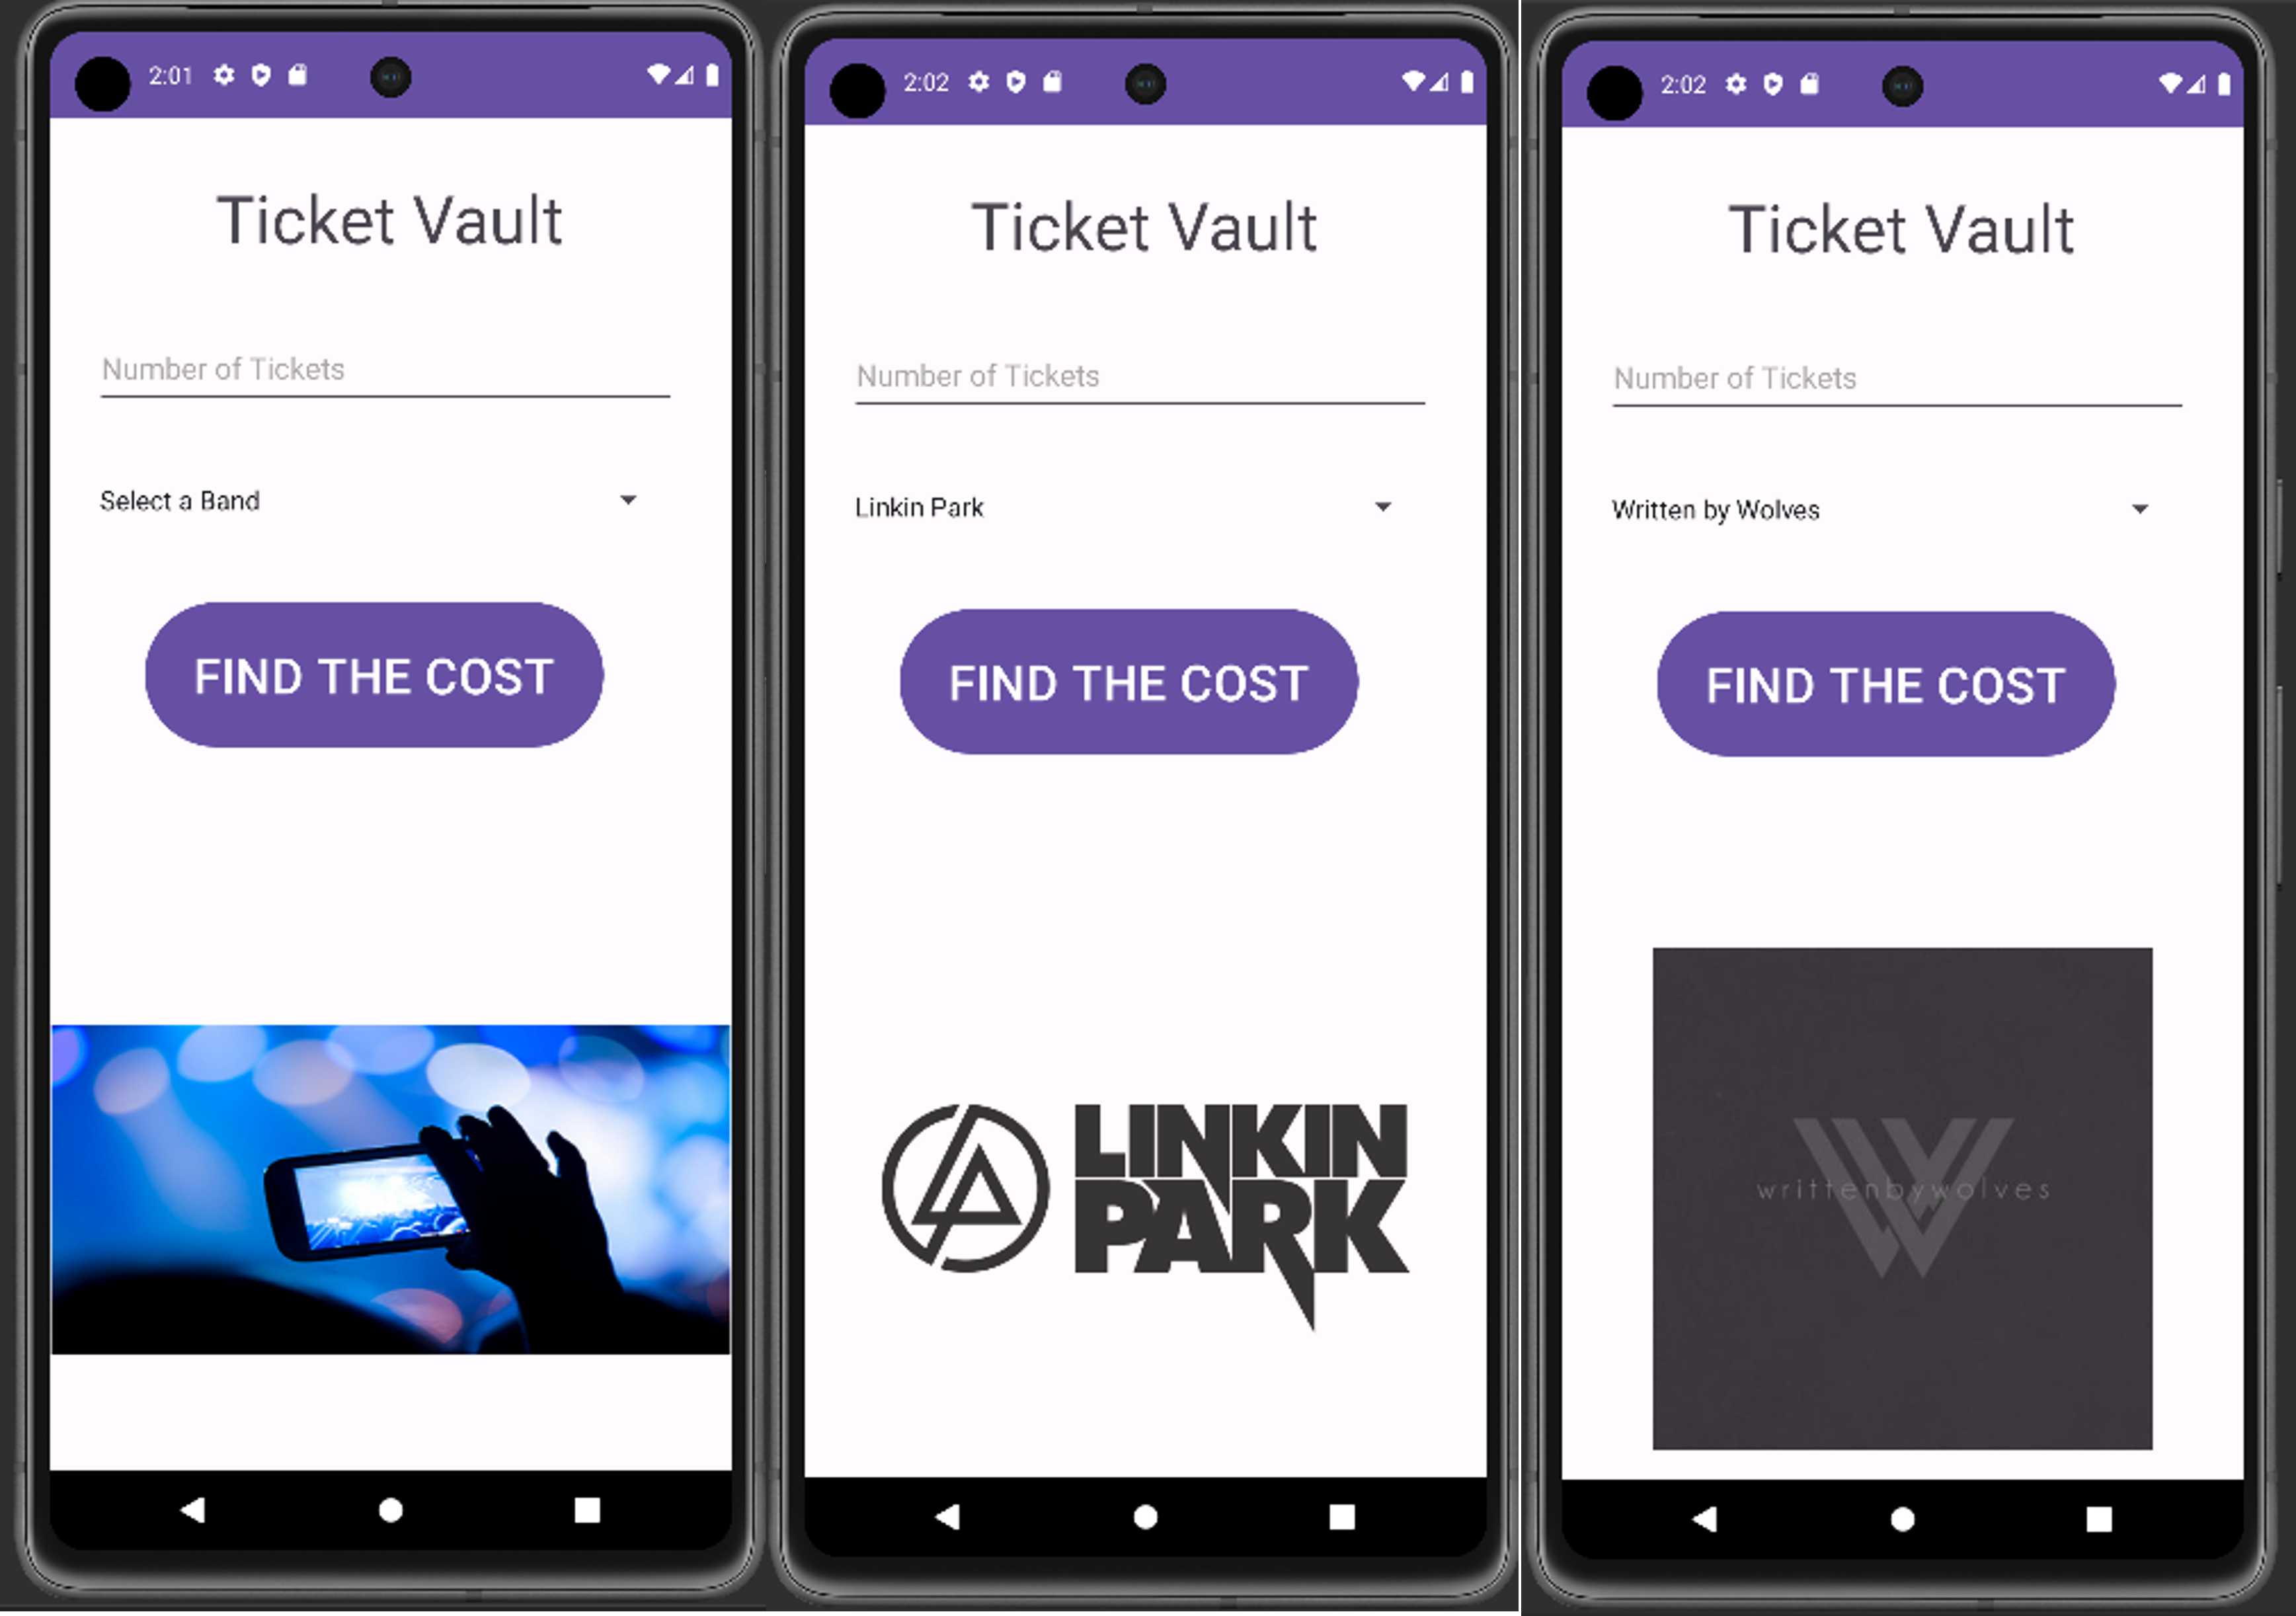 2:01
Ticket Vault
Number of Tickets
Select a Band
FIND THE COST
2:02
Ticket Vault
Number of Tickets
Linkin Park
FIND THE COST
LINKIN
PARK
2:02
Ticket Vault
Number of Tickets
Written by Wolves
FIND THE COST
writtenbywolves